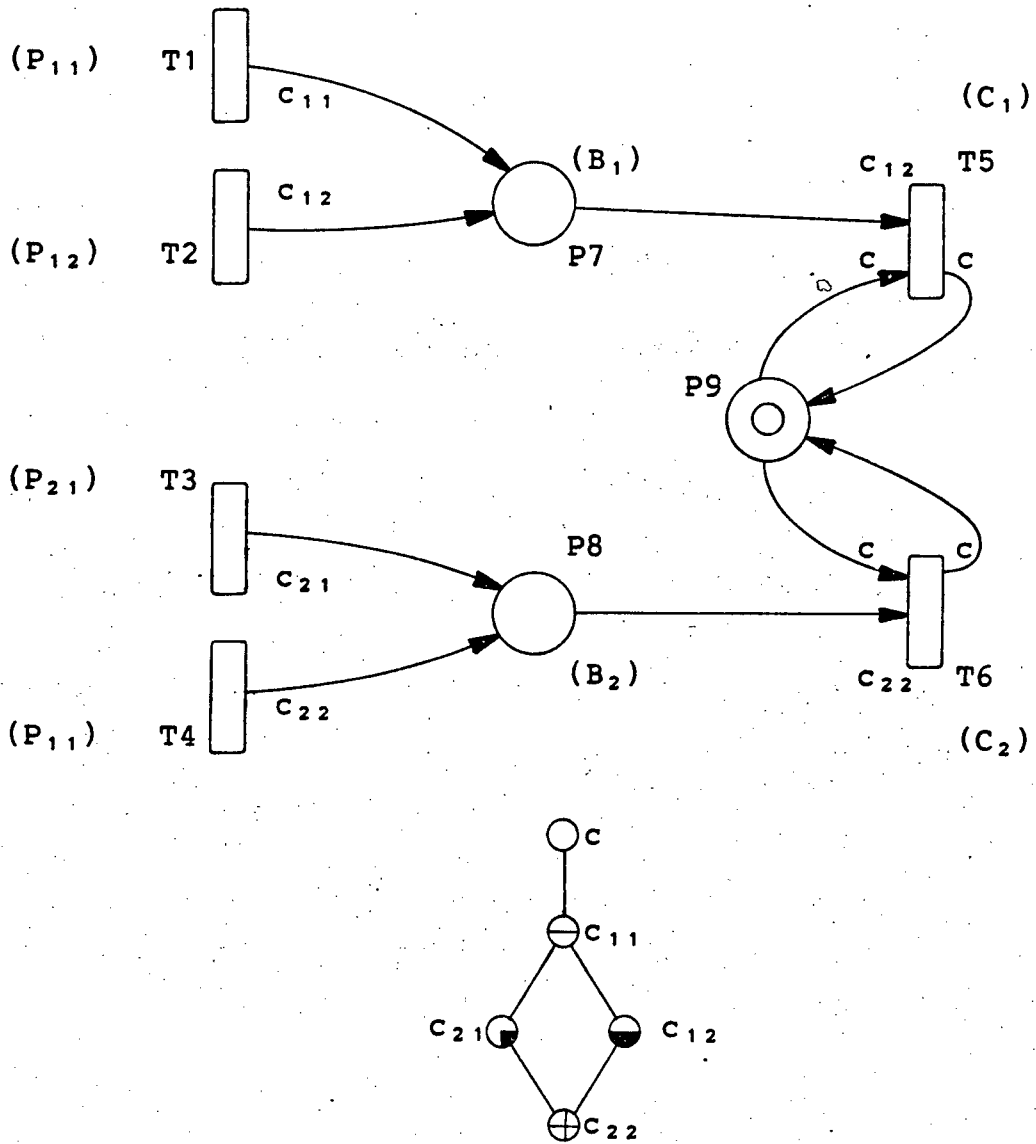 (P₁₁) T1
c₁₁
(C₁)
(B₁)
c₁₂ T5
c₁₂
(P₁₂) T2
P7
c c
P9
(P₂₁) T3
P8
c c
c₂₁
(B₂)
c₂₂ T6
c₂₂
(P₁₁) T4
(C₂)
c
c₁₁
c₂₁ c₁₂
c₂₂